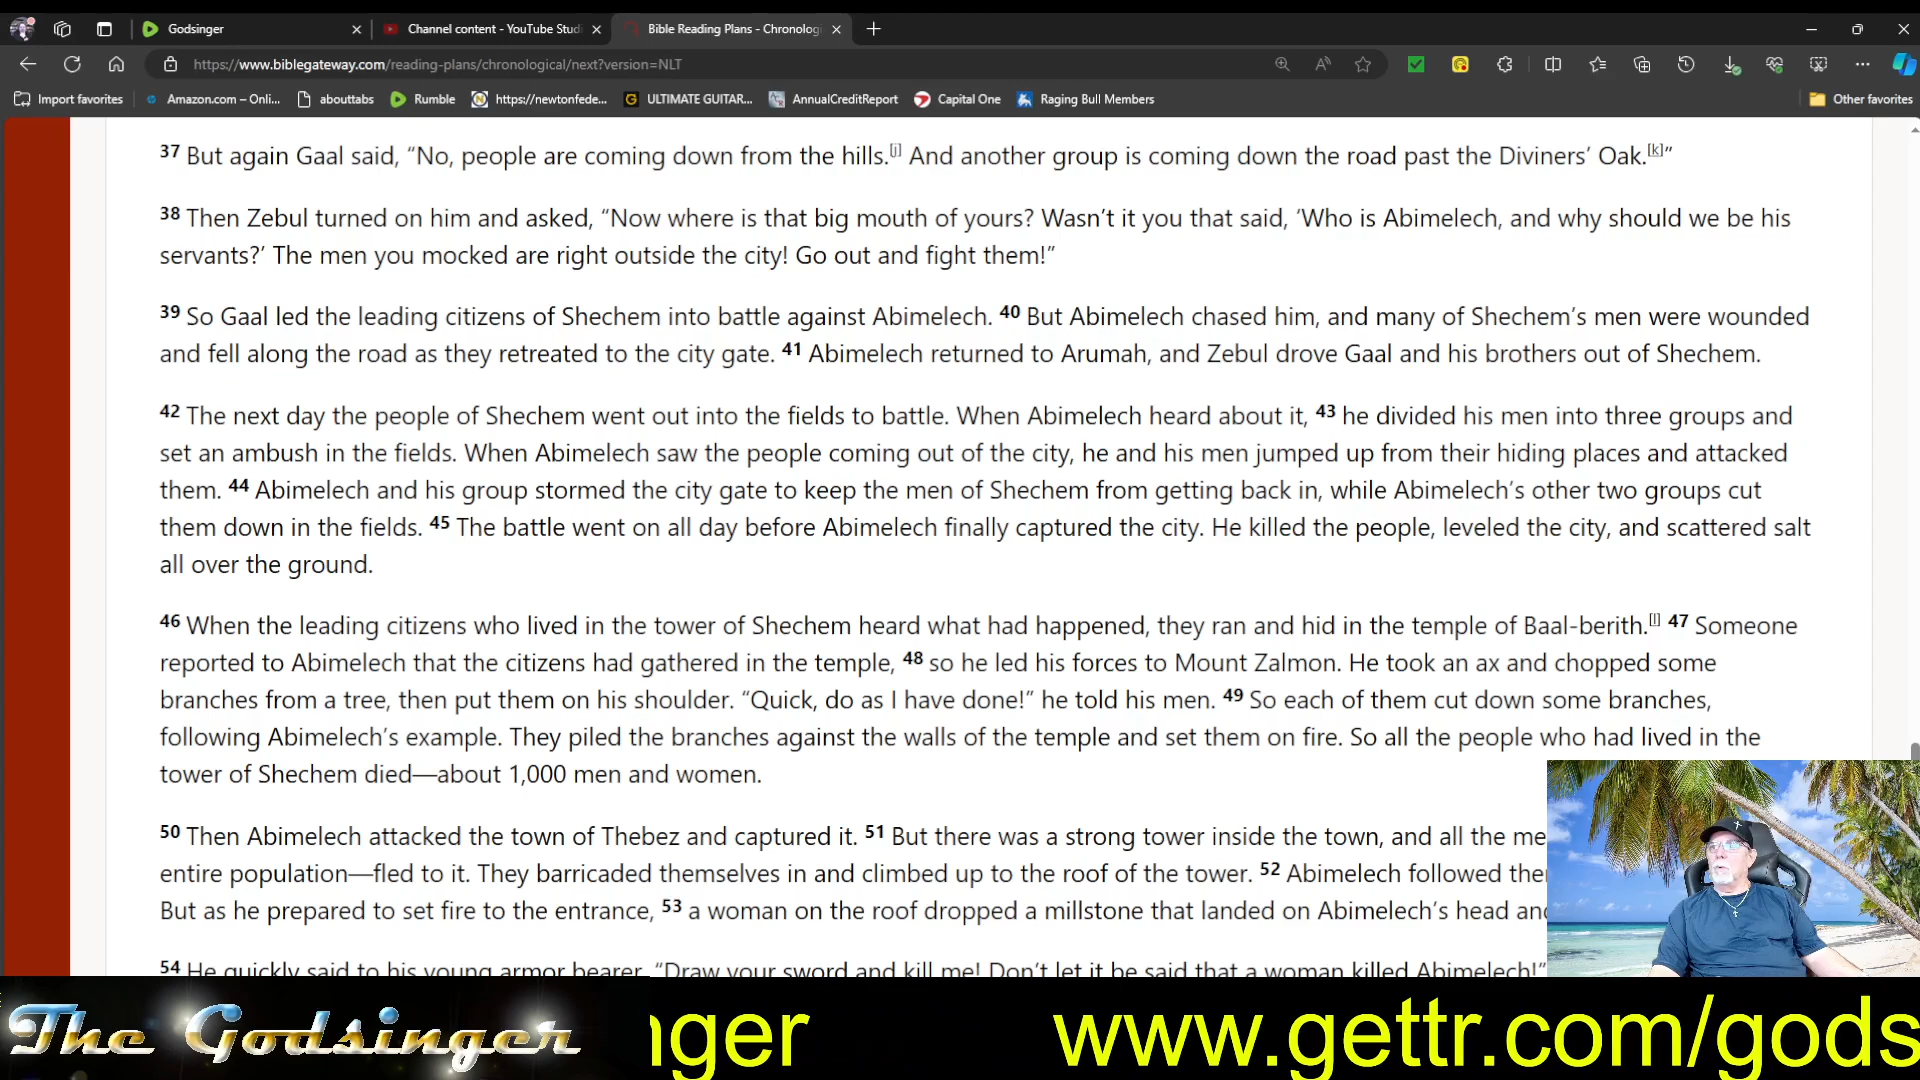 Godsinger
Channel content - YouTube Studi
Bible Reading Plans - Chronolog
https://www.biblegateway.com/reading-plans/chronological/next?version=NLT
Import favorites
Amazon.com – Onli...
abouttabs
Rumble
https://newtonfede...
ULTIMATE GUITAR...
AnnualCreditReport
Capital One
Raging Bull Members
Other favorites
37 But again Gaal said, “No, people are coming down from the hills.[j] And another group is coming down the road past the Diviners’ Oak.[k]”
38 Then Zebul turned on him and asked, “Now where is that big mouth of yours? Wasn’t it you that said, ‘Who is Abimelech, and why should we be his
servants?’ The men you mocked are right outside the city! Go out and fight them!”
39 So Gaal led the leading citizens of Shechem into battle against Abimelech. 40 But Abimelech chased him, and many of Shechem’s men were wounded
and fell along the road as they retreated to the city gate. 41 Abimelech returned to Arumah, and Zebul drove Gaal and his brothers out of Shechem.
42 The next day the people of Shechem went out into the fields to battle. When Abimelech heard about it, 43 he divided his men into three groups and
set an ambush in the fields. When Abimelech saw the people coming out of the city, he and his men jumped up from their hiding places and attacked
them. 44 Abimelech and his group stormed the city gate to keep the men of Shechem from getting back in, while Abimelech’s other two groups cut
them down in the fields. 45 The battle went on all day before Abimelech finally captured the city. He killed the people, leveled the city, and scattered salt
all over the ground.
46 When the leading citizens who lived in the tower of Shechem heard what had happened, they ran and hid in the temple of Baal-berith.[l] 47 Someone
reported to Abimelech that the citizens had gathered in the temple, 48 so he led his forces to Mount Zalmon. He took an ax and chopped some
branches from a tree, then put them on his shoulder. “Quick, do as I have done!” he told his men. 49 So each of them cut down some branches,
following Abimelech’s example. They piled the branches against the walls of the temple and set them on fire. So all the people who had lived in the
tower of Shechem died—about 1,000 men and women.
50 Then Abimelech attacked the town of Thebez and captured it. 51 But there was a strong tower inside the town, and all the me
entire population—fled to it. They barricaded themselves in and climbed up to the roof of the tower. 52 Abimelech followed the
But as he prepared to set fire to the entrance, 53 a woman on the roof dropped a millstone that landed on Abimelech’s head an
54 He quickly said to his young armor bearer, “Draw your sword and kill me! Don’t let it be said that a woman killed Abimelech!”
The Godsinger
nger
www.gettr.com/gods